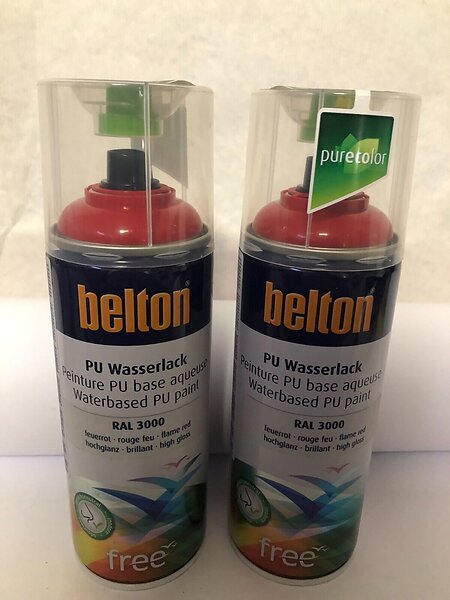 belton
PU Wasserlack
Peinture PU base aqueuse
Waterbased PU paint
RAL 3000
feuerrot · rouge feu · flame red
hochglanz · brillant · high gloss
free
purecolor
belton
PU Wasserlack
Peinture PU base aqueuse
Waterbased PU paint
RAL 3000
feuerrot · rouge feu · flame red
hochglanz · brillant · high gloss
free